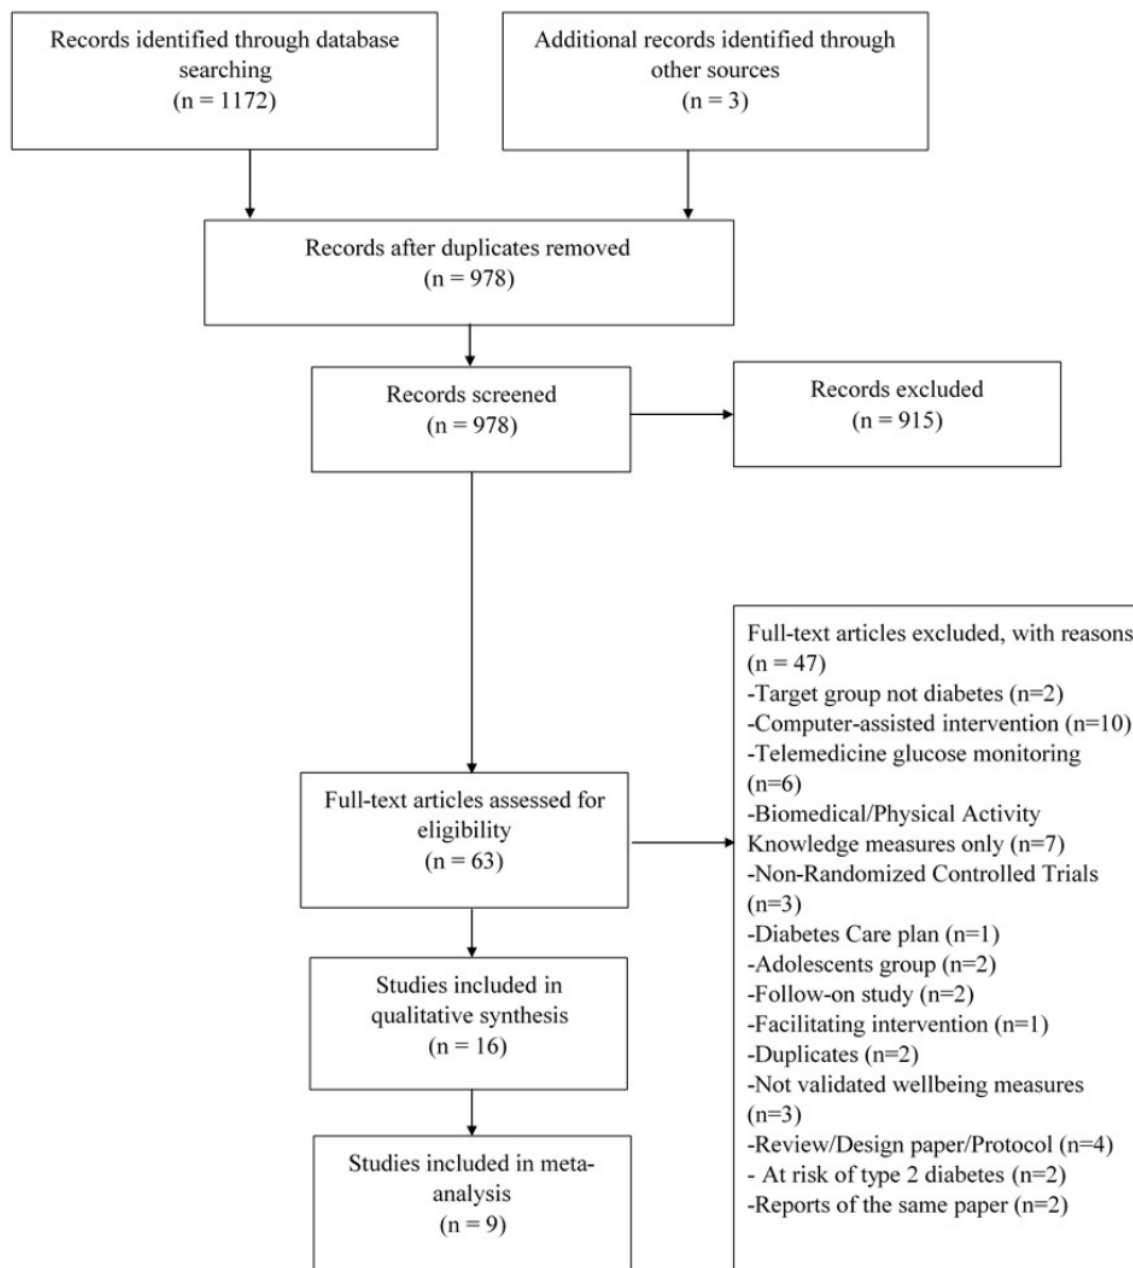 Records identified through database
searching
(n = 1172)
Additional records identified through
other sources
(n = 3)
Records after duplicates removed
(n = 978)
Records screened
(n = 978)
Records excluded
(n = 915)
Full-text articles assessed for
eligibility
(n = 63)
Full-text articles excluded, with reasons
(n = 47)
-Target group not diabetes (n=2)
-Computer-assisted intervention (n=10)
-Telemedicine glucose monitoring
(n=6)
-Biomedical/Physical Activity
Knowledge measures only (n=7)
-Non-Randomized Controlled Trials
(n=3)
-Diabetes Care plan (n=1)
-Adolescents group (n=2)
-Follow-on study (n=2)
-Facilitating intervention (n=1)
-Duplicates (n=2)
-Not validated wellbeing measures
(n=3)
-Review/Design paper/Protocol (n=4)
- At risk of type 2 diabetes (n=2)
-Reports of the same paper (n=2)
Studies included in
qualitative synthesis
(n = 16)
Studies included in meta-
analysis
(n = 9)